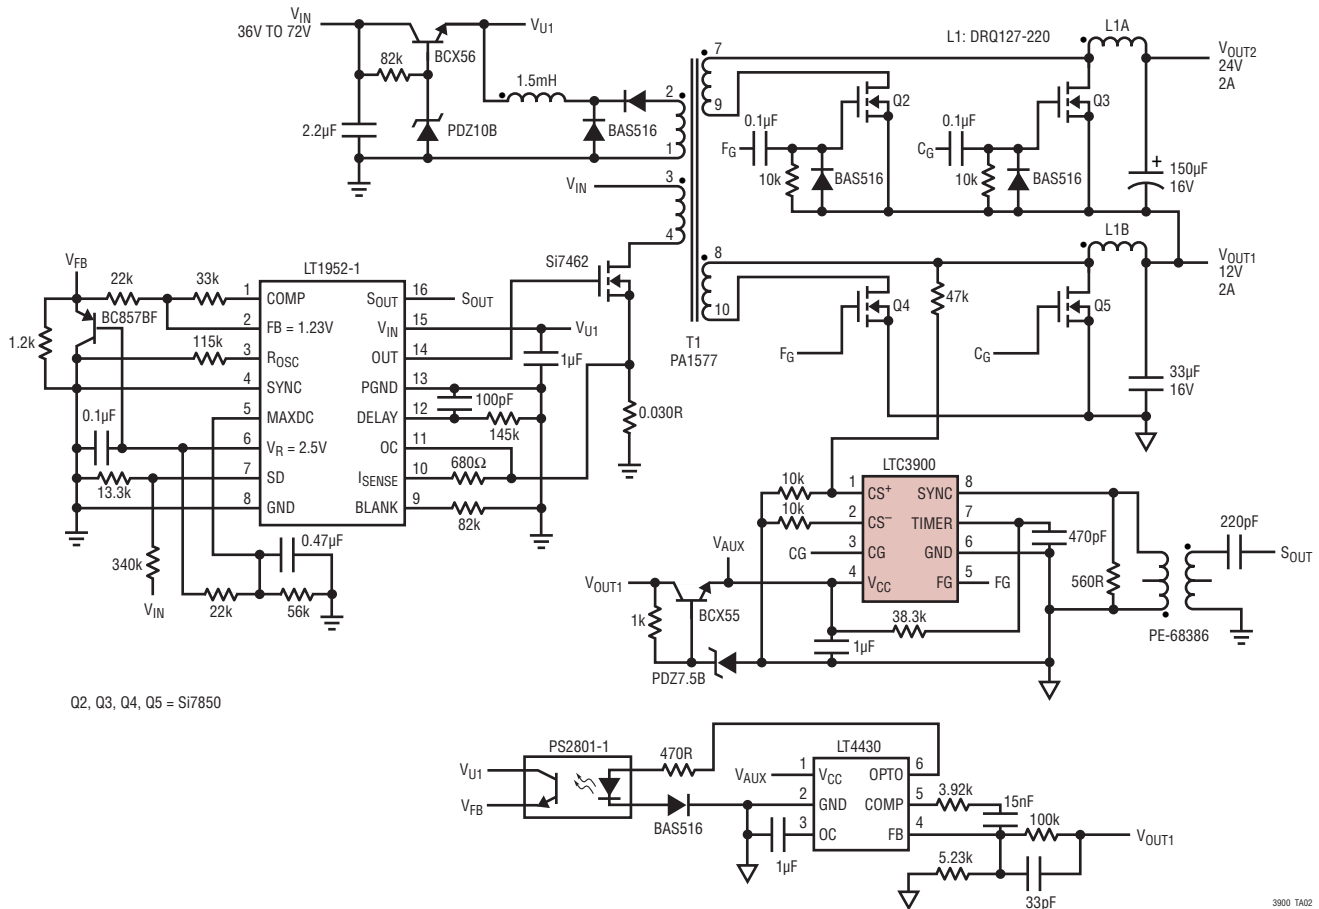 VIN
36V TO 72V
VU1
BCX56
82k
1.5mH
2.2µF
PDZ10B
BAS516
2
1
VIN
3
4
7
9
L1: DRQ127-220
L1A
VOUT2
24V
2A
Q2
Q3
0.1µF
FG
10k
BAS516
0.1µF
CG
10k
BAS516
+
150µF
16V
8
10
T1
PA1577
L1B
VOUT1
12V
2A
Q4
47k
Q5
FG
CG
33µF
16V
Si7462
0.030R
VFB
22k
33k
BC857BF
1.2k
115k
0.1µF
13.3k
340k
VIN
22k
56k
0.47µF
LT1952-1
1 COMP
2 FB = 1.23V
3 ROSC
4 SYNC
5 MAXDC
6 VR = 2.5V
7 SD
8 GND
SOUT 16 SOUT
VIN 15 VU1
OUT 14
PGND 13
DELAY 12
OC 11
ISENSE 10
BLANK 9
1µF
100pF
145k
680Ω
82k
LTC3900
10k
10k
1 CS+
2 CS–
CG 3 CG
4 VCC
SYNC 8
TIMER 7
GND 6
FG 5 FG
VAUX
VOUT1
BCX55
1k
PDZ7.5B
1µF
38.3k
470pF
560R
220pF
SOUT
PE-68386
Q2, Q3, Q4, Q5 = Si7850
PS2801-1
VU1
VFB
470R
BAS516
LT4430
VAUX 1 VCC
2 GND
3 OC
OPTO 6
COMP 5
FB 4
1µF
3.92k
15nF
100k
VOUT1
5.23k
33pF
3900 TA02